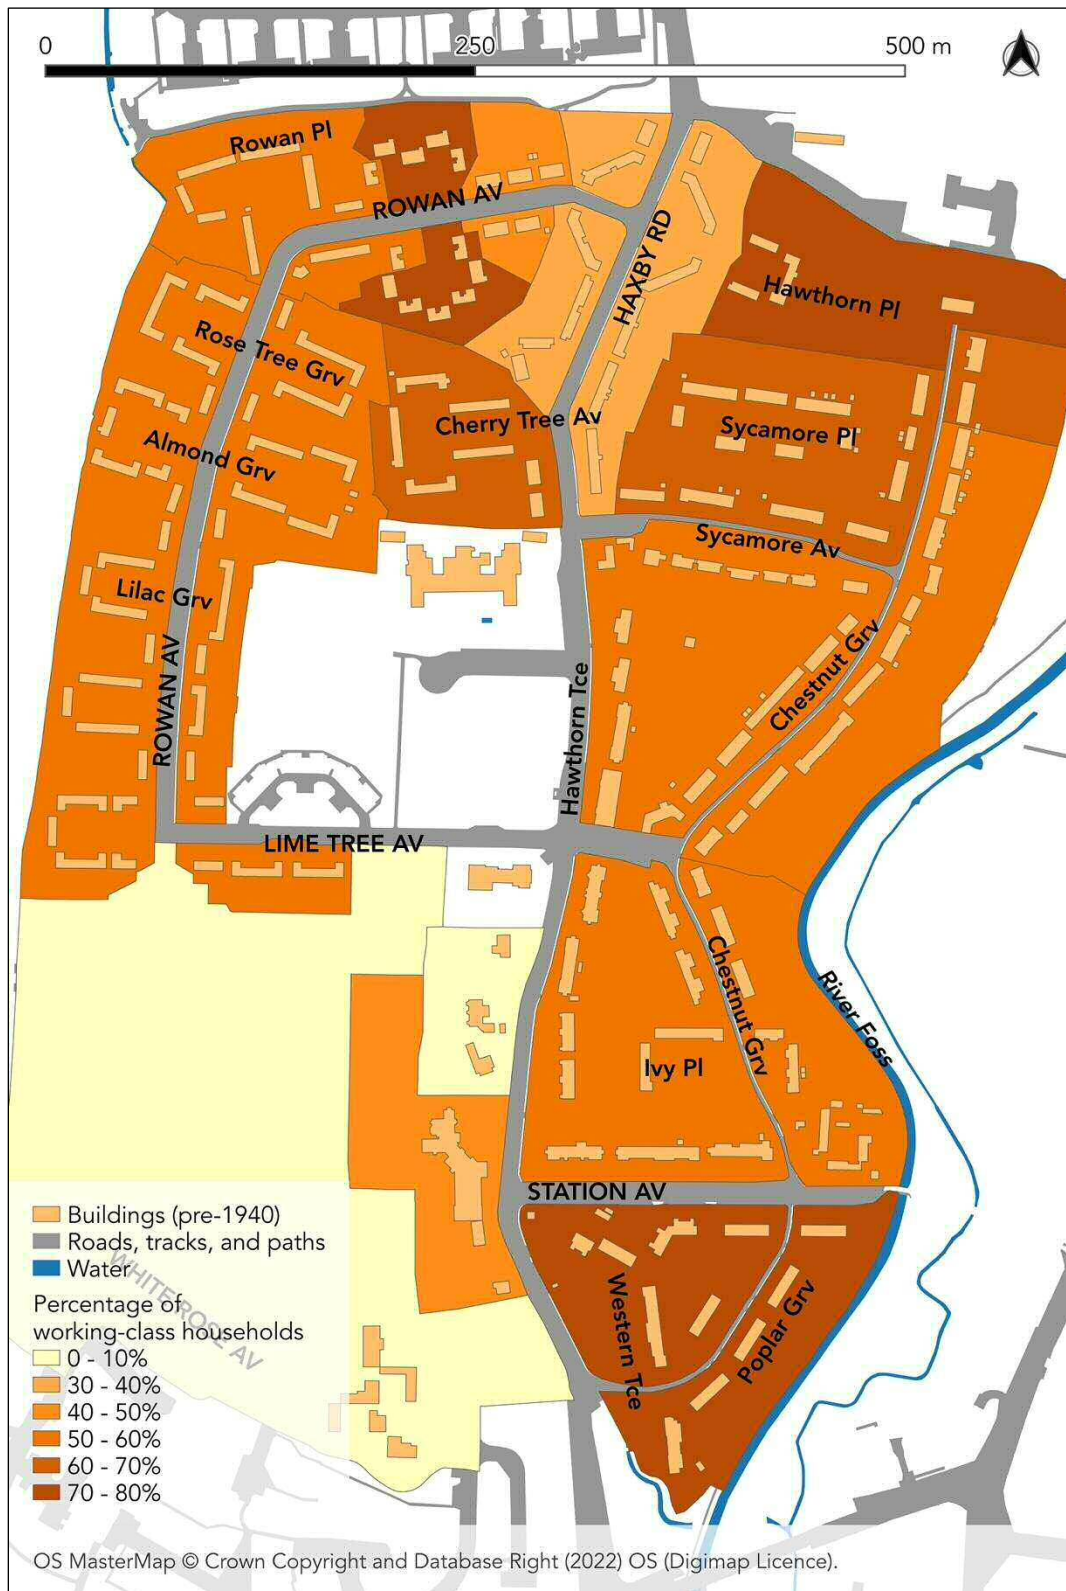 0 250 500 m
Rowan Pl
ROWAN AV
HAXBY RD
Hawthorn Pl
Rose Tree Grv
Cherry Tree Av
Sycamore Pl
Almond Grv
Sycamore Av
Lilac Grv
Chestnut Grv
ROWAN AV
Hawthorn Tce
LIME TREE AV
Chestnut Grv
River Foss
Ivy Pl
STATION AV
Western Tce
Poplar Grv
WHITE ROSE AV
Buildings (pre-1940)
Roads, tracks, and paths
Water
Percentage of
working-class households
0 - 10%
30 - 40%
40 - 50%
50 - 60%
60 - 70%
70 - 80%
OS MasterMap © Crown Copyright and Database Right (2022) OS (Digimap Licence).